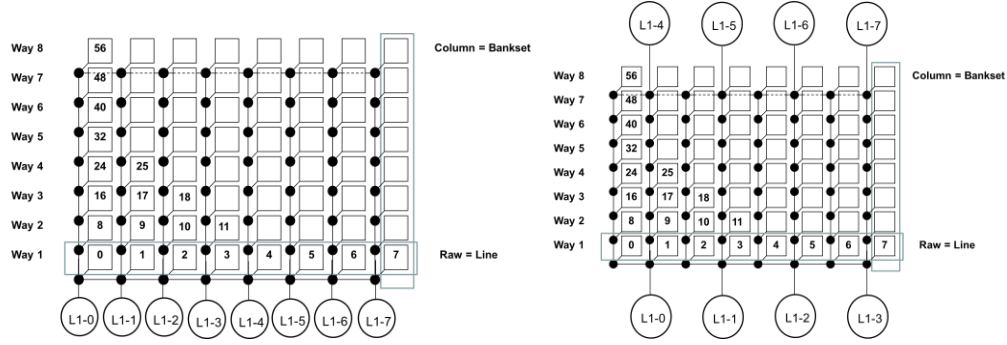 Way 8 56 Column = Bankset
Way 7 48
Way 6 40
Way 5 32
Way 4 24 25
Way 3 16 17 18
Way 2 8 9 10 11
Way 1 0 1 2 3 4 5 6 7 Raw = Line
L1-0 L1-1 L1-2 L1-3 L1-4 L1-5 L1-6 L1-7
L1-4 L1-5 L1-6 L1-7
Way 8 56 Column = Bankset
Way 7 48
Way 6 40
Way 5 32
Way 4 24 25
Way 3 16 17 18
Way 2 8 9 10 11
Way 1 0 1 2 3 4 5 6 7 Raw = Line
L1-0 L1-1 L1-2 L1-3